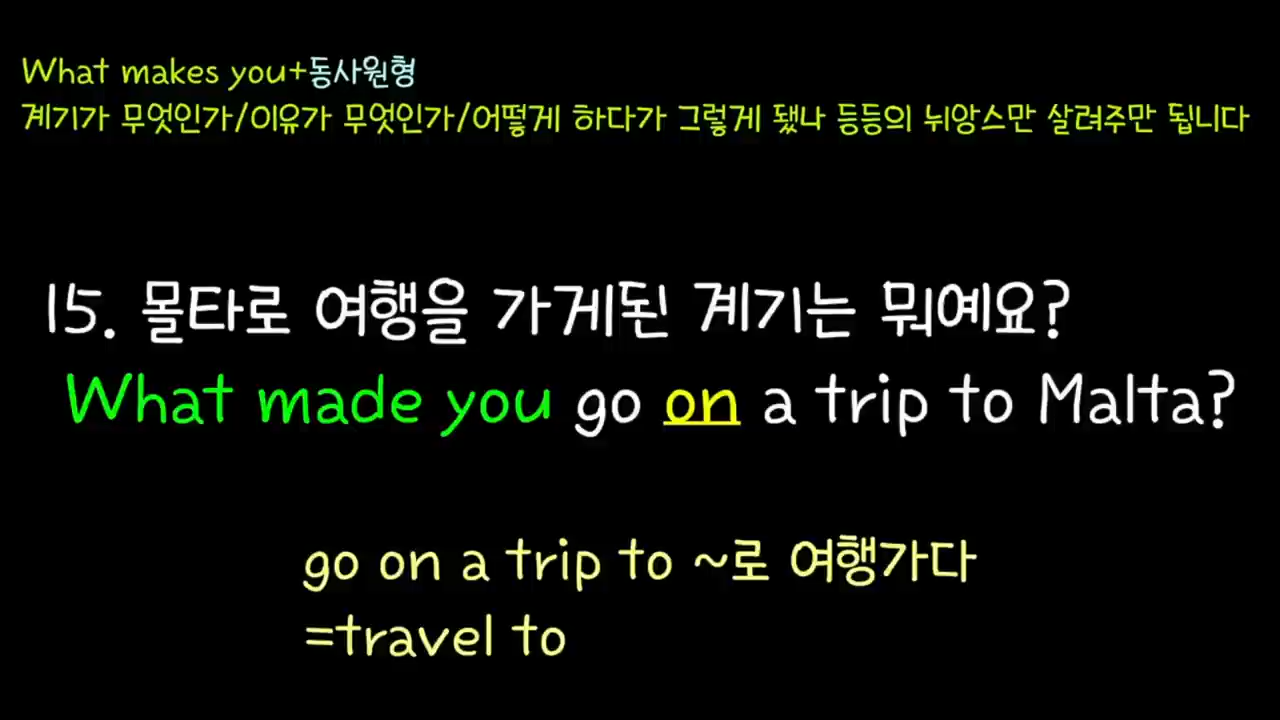 What makes you+동사원형
계기가 무엇인가/이유가 무엇인가/어떻게 하다가 그렇게 됐나 등등의 뉘앙스만 살려주만 됩니다
15. 몰타로 여행을 가게된 계기는 뭐예요?
What made you go on a trip to Malta?
go on a trip to ~로 여행가다
=travel to